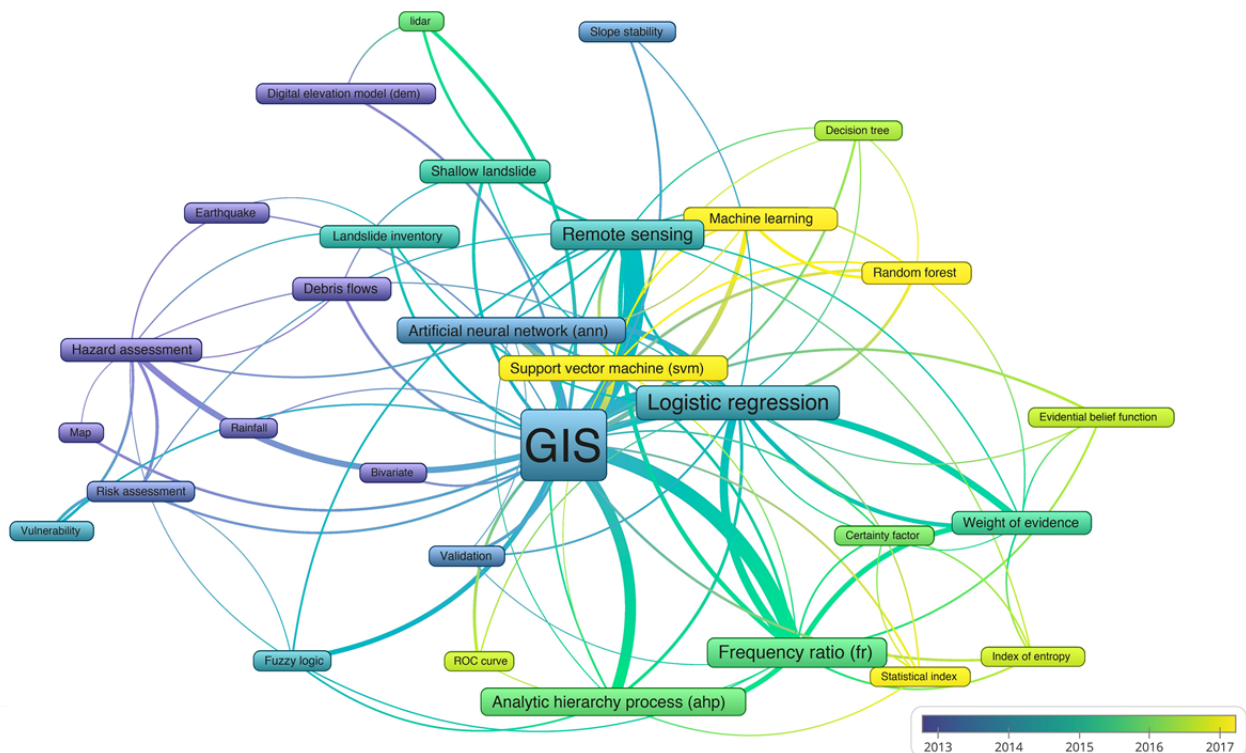 lidar
Slope stability
Digital elevation model (dem)
Decision tree
Shallow landslide
Earthquake
Machine learning
Landslide inventory
Remote sensing
Random forest
Debris flows
Artificial neural network (ann)
Hazard assessment
Support vector machine (svm)
Logistic regression
Evidential belief function
Map
Rainfall
GIS
Bivariate
Risk assessment
Vulnerability
Weight of evidence
Certainty factor
Validation
Fuzzy logic
ROC curve
Frequency ratio (fr)
Index of entropy
Statistical index
Analytic hierarchy process (ahp)
2013 2014 2015 2016 2017